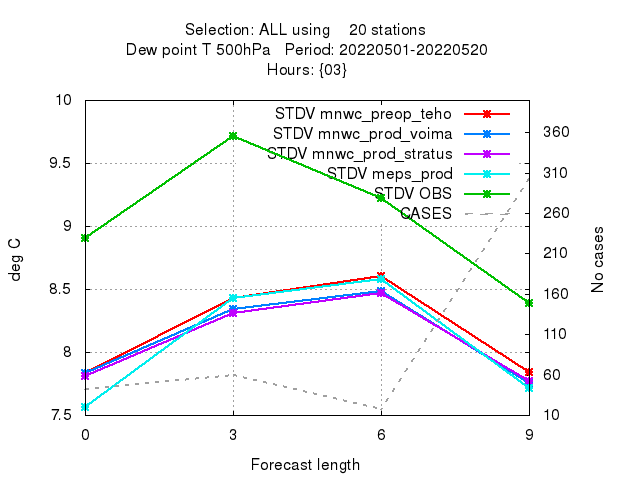 Selection: ALL using    20 stations
Dew point T 500hPa   Period: 20220501-20220520
Hours: {03}
STDV mnwc_preop_teho
STDV mnwc_prod_voima
STDV mnwc_prod_stratus
STDV meps_prod
STDV OBS
CASES
deg C
10
9.5
9
8.5
8
7.5
No cases
360
310
260
210
160
110
60
10
0 3 6 9
Forecast length